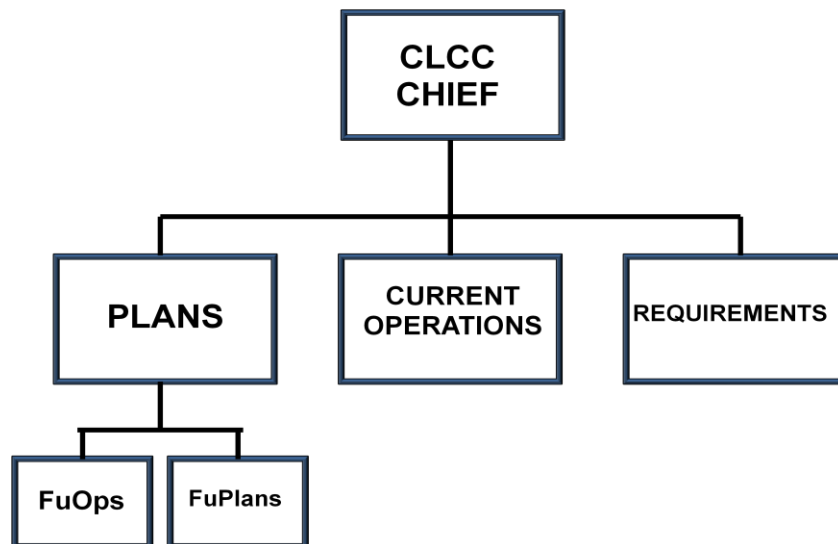 CLCC
CHIEF
PLANS
CURRENT
OPERATIONS
REQUIREMENTS
FuOps
FuPlans